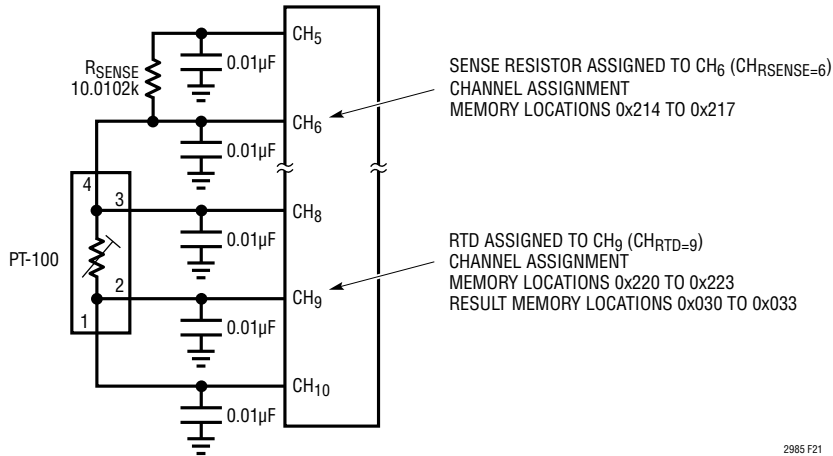 CH5
RSENSE
10.0102k
0.01µF
SENSE RESISTOR ASSIGNED TO CH6 (CHRSENSE=6)
CHANNEL ASSIGNMENT
MEMORY LOCATIONS 0x214 TO 0x217
CH6
0.01µF
4
3
CH8
0.01µF
PT-100
RTD ASSIGNED TO CH9 (CHRTD=9)
CHANNEL ASSIGNMENT
MEMORY LOCATIONS 0x220 TO 0x223
RESULT MEMORY LOCATIONS 0x030 TO 0x033
2
CH9
1
0.01µF
CH10
0.01µF
2985 F21